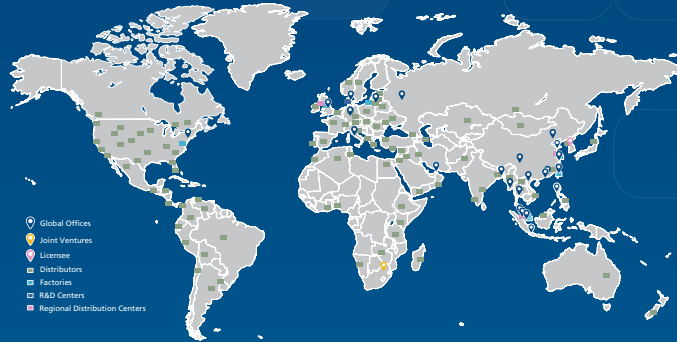 Global Offices
Joint Ventures
Licensee
Distributors
Factories
R&D Centers
Regional Distribution Centers